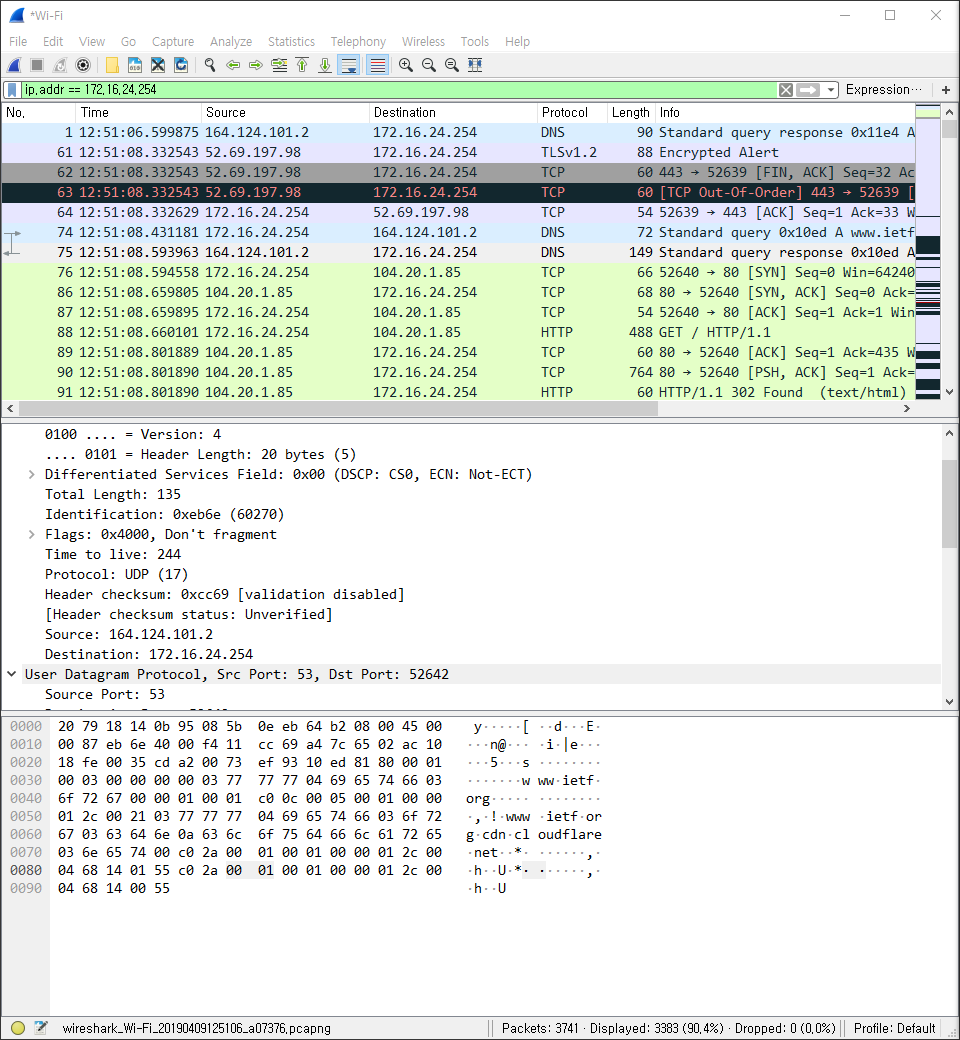 *Wi-Fi
File Edit View Go Capture Analyze Statistics Telephony Wireless Tools Help
ip.addr == 172.16.24.254 Expression···
No. Time Source Destination Protocol Length Info
1 12:51:06.599875 164.124.101.2 172.16.24.254 DNS 90 Standard query response 0x11e4 A
61 12:51:08.332543 52.69.197.98 172.16.24.254 TLSv1.2 88 Encrypted Alert
62 12:51:08.332543 52.69.197.98 172.16.24.254 TCP 60 443 → 52639 [FIN, ACK] Seq=32 Ac
63 12:51:08.332543 52.69.197.98 172.16.24.254 TCP 60 [TCP Out-Of-Order] 443 → 52639 [
64 12:51:08.332629 172.16.24.254 52.69.197.98 TCP 54 52639 → 443 [ACK] Seq=1 Ack=33 W
74 12:51:08.431181 172.16.24.254 164.124.101.2 DNS 72 Standard query 0x10ed A www.ietf
75 12:51:08.593963 164.124.101.2 172.16.24.254 DNS 149 Standard query response 0x10ed A
76 12:51:08.594558 172.16.24.254 104.20.1.85 TCP 66 52640 → 80 [SYN] Seq=0 Win=64240
86 12:51:08.659805 104.20.1.85 172.16.24.254 TCP 68 80 → 52640 [SYN, ACK] Seq=0 Ack=
87 12:51:08.659895 172.16.24.254 104.20.1.85 TCP 54 52640 → 80 [ACK] Seq=1 Ack=1 Win
88 12:51:08.660101 172.16.24.254 104.20.1.85 HTTP 488 GET / HTTP/1.1
89 12:51:08.801889 104.20.1.85 172.16.24.254 TCP 60 80 → 52640 [ACK] Seq=1 Ack=435 W
90 12:51:08.801890 104.20.1.85 172.16.24.254 TCP 764 80 → 52640 [PSH, ACK] Seq=1 Ack=
91 12:51:08.801890 104.20.1.85 172.16.24.254 HTTP 60 HTTP/1.1 302 Found (text/html)
0100 .... = Version: 4
.... 0101 = Header Length: 20 bytes (5)
Differentiated Services Field: 0x00 (DSCP: CS0, ECN: Not-ECT)
Total Length: 135
Identification: 0xeb6e (60270)
Flags: 0x4000, Don't fragment
Time to live: 244
Protocol: UDP (17)
Header checksum: 0xcc69 [validation disabled]
[Header checksum status: Unverified]
Source: 164.124.101.2
Destination: 172.16.24.254
User Datagram Protocol, Src Port: 53, Dst Port: 52642
Source Port: 53
0000 20 79 18 14 0b 95 08 5b 0e eb 64 b2 08 00 45 00 y·····[ ··d···E·
0010 00 87 eb 6e 40 00 f4 11 cc 69 a4 7c 65 02 ac 10 ···n@··· ·i·|e···
0020 18 fe 00 35 cd a2 00 73 ef 93 10 ed 81 80 00 01 ···5···s ········
0030 00 03 00 00 00 00 03 77 77 77 04 69 65 74 66 03 ·······w ww·ietf·
0040 6f 72 67 00 00 01 00 01 c0 0c 00 05 00 01 00 00 org····· ········
0050 01 2c 00 21 03 77 77 77 04 69 65 74 66 03 6f 72 ·,·!·www ·ietf·or
0060 67 03 63 64 6e 0a 63 6c 6f 75 64 66 6c 61 72 65 g·cdn·cl oudflare
0070 03 6e 65 74 00 c0 2a 00 01 00 01 00 00 01 2c 00 ·net··*· ······,·
0080 04 68 14 01 55 c0 2a 00 01 00 01 00 00 01 2c 00 ·h··U·*· ······,·
0090 04 68 14 00 55 ·h··U
wireshark_Wi-Fi_20190409125106_a07376.pcapng Packets: 3741 · Displayed: 3383 (90.4%) · Dropped: 0 (0.0%) Profile: Default